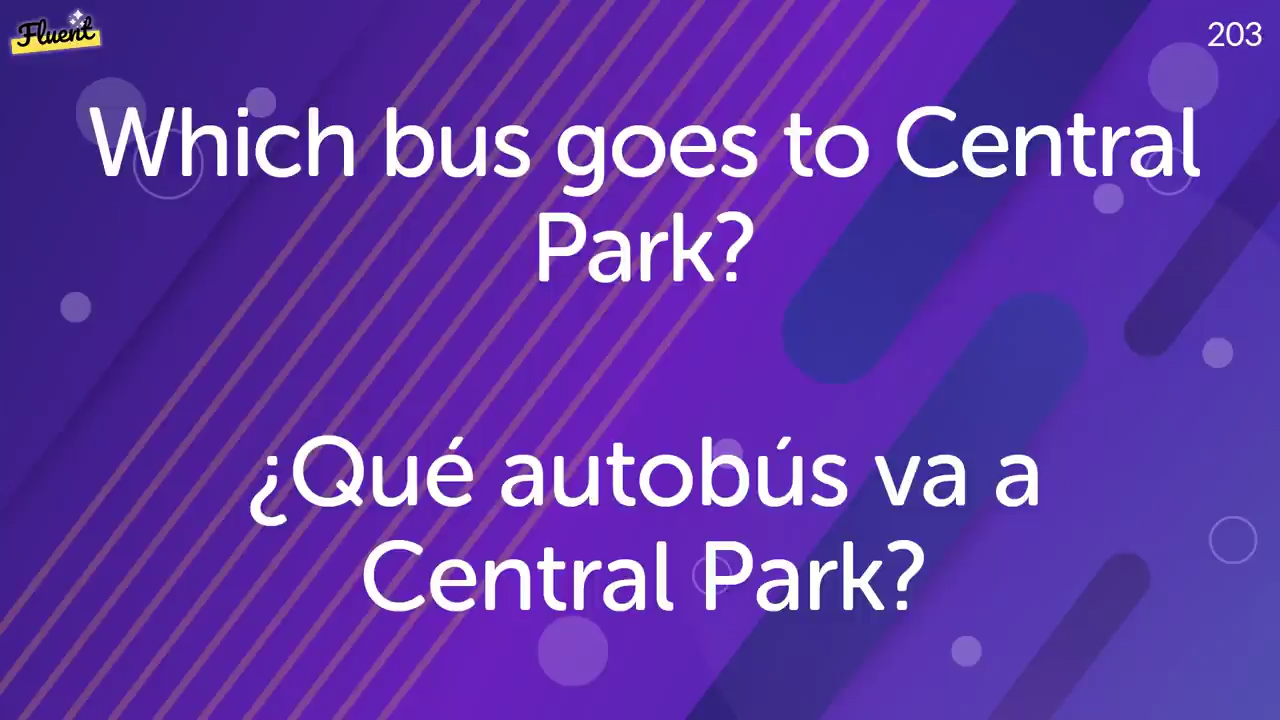 Fluent
203
Which bus goes to Central
Park?
¿Qué autobús va a
Central Park?